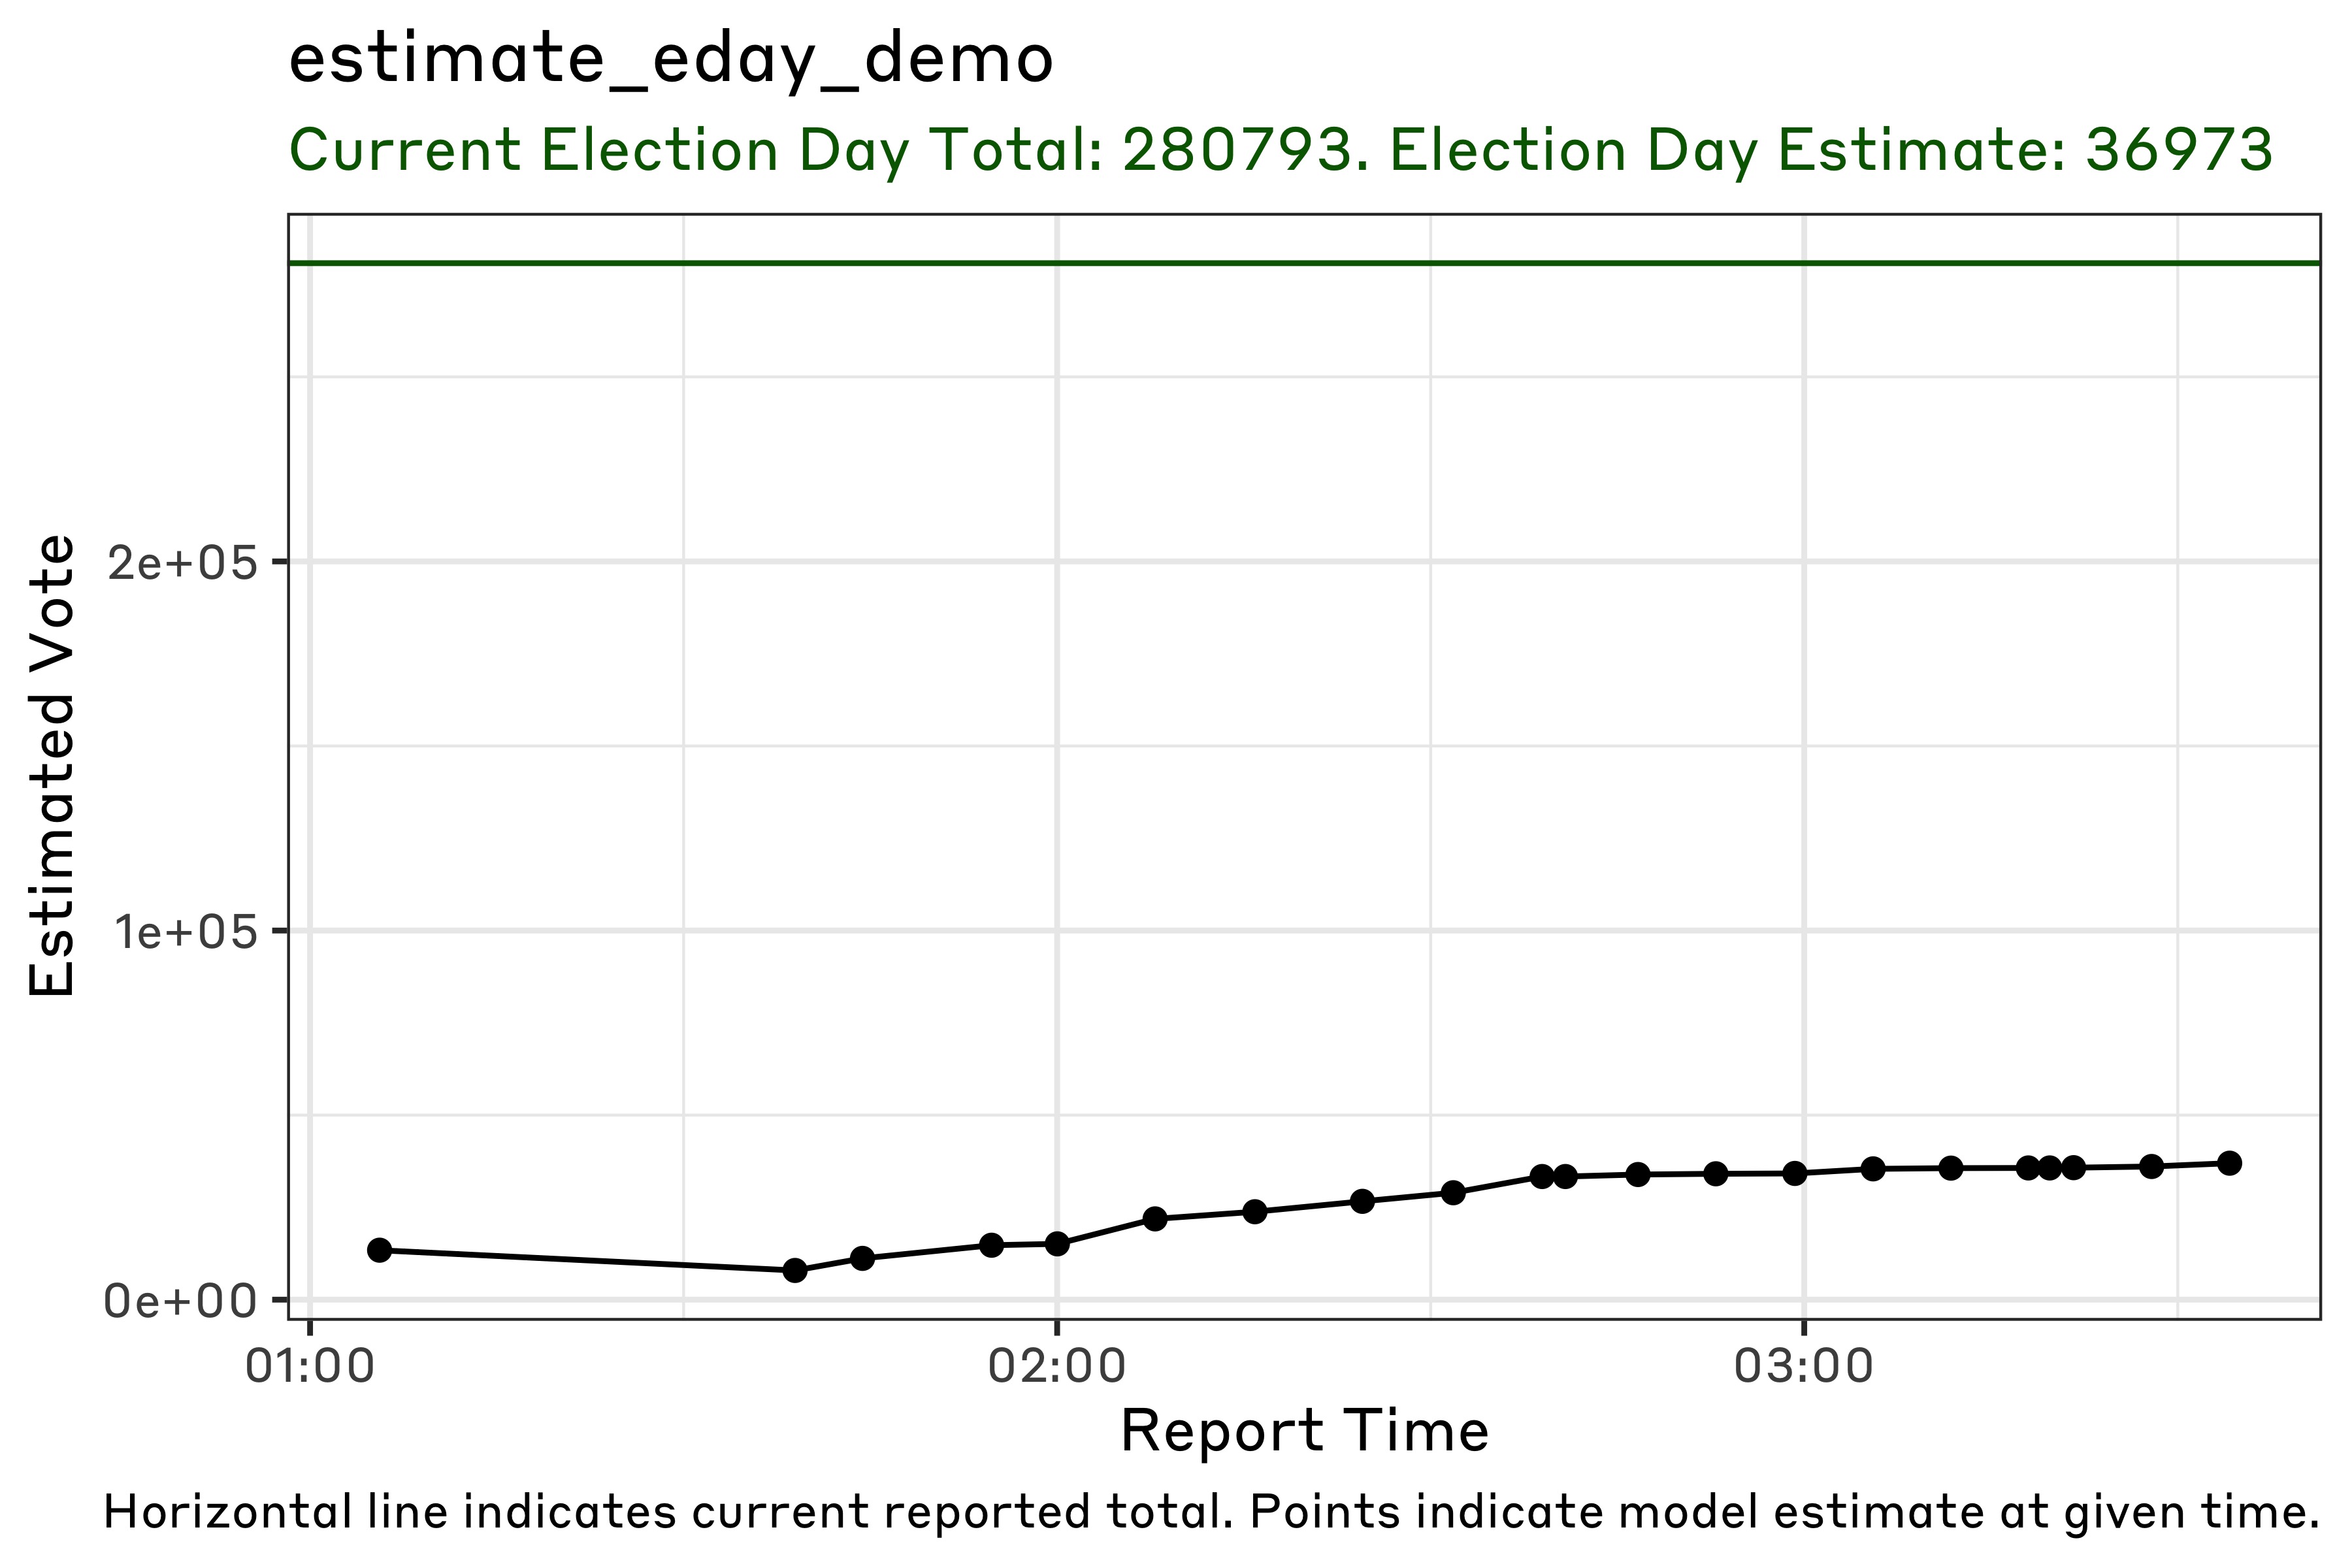 estimate_eday_demo
Current Election Day Total: 280793. Election Day Estimate: 36973
2e+05
1e+05
0e+00
Estimated Vote
01:00 02:00 03:00
Report Time
Horizontal line indicates current reported total. Points indicate model estimate at given time.